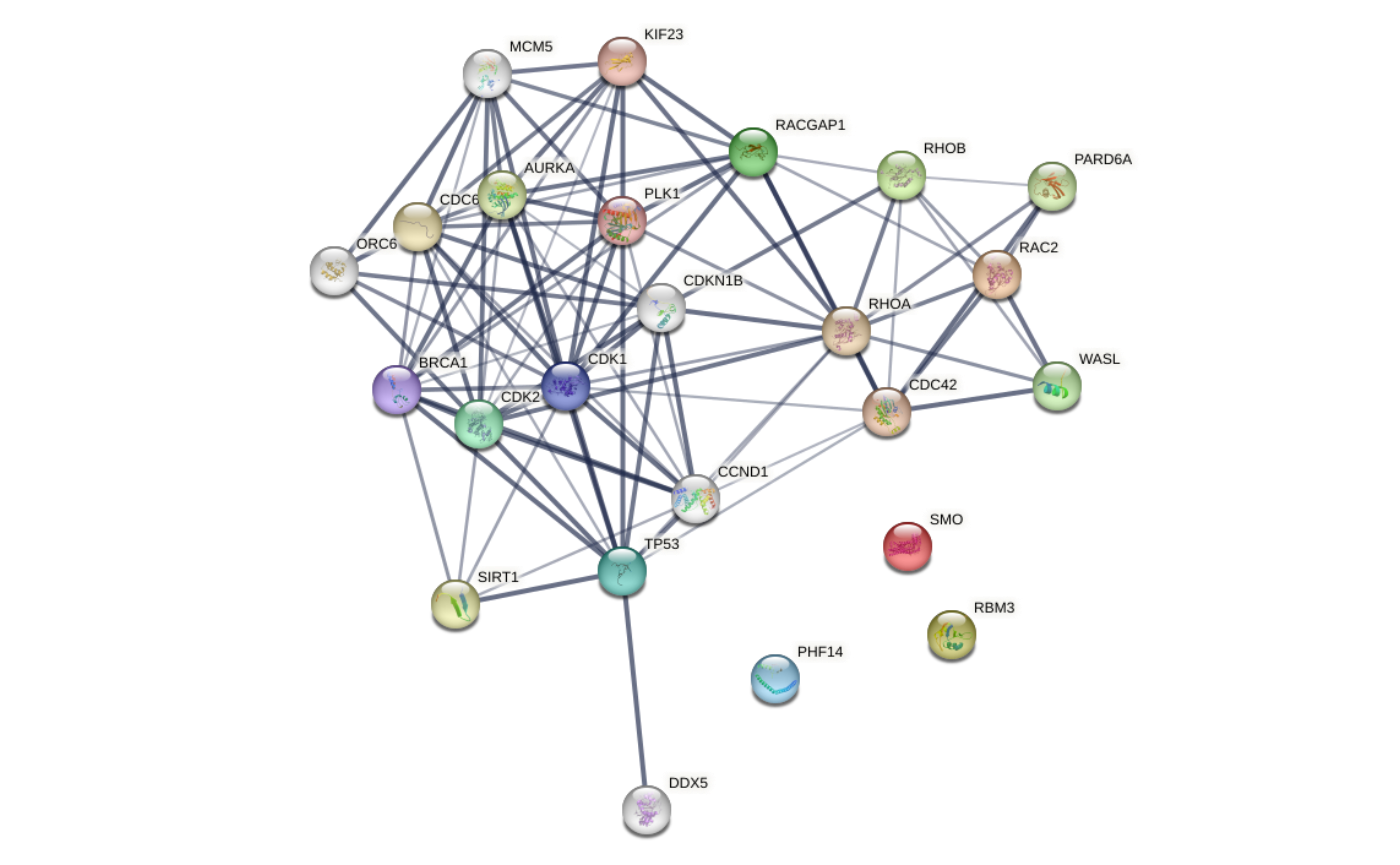 KIF23
MCM5
RACGAP1
RHOB
PARD6A
AURKA
PLK1
CDC6
ORC6
RAC2
CDKN1B
RHOA
CDK1
WASL
BRCA1
CDC42
CDK2
CCND1
SMO
TP53
SIRT1
RBM3
PHF14
DDX5